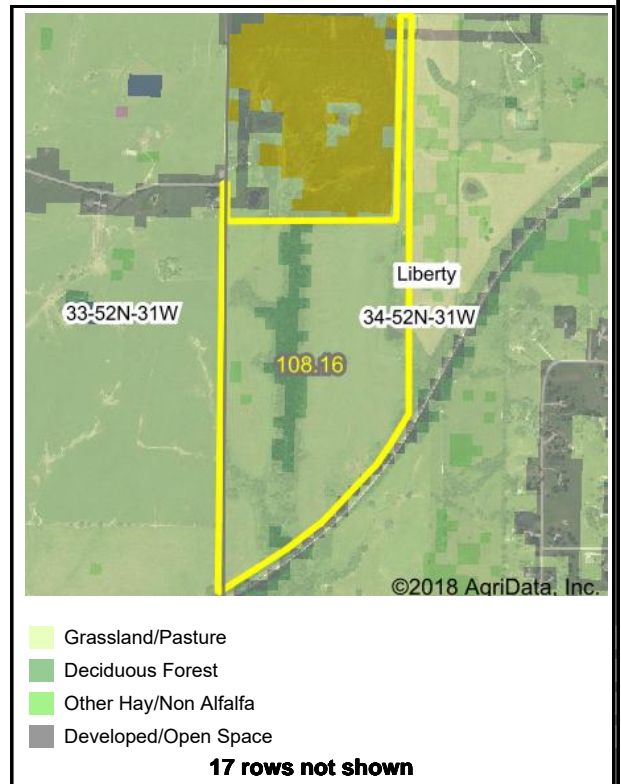 Liberty
33-52N-31W
34-52N-31W
108.16
©2018 AgriData, Inc.
Grassland/Pasture
Deciduous Forest
Other Hay/Non Alfalfa
Developed/Open Space
17 rows not shown